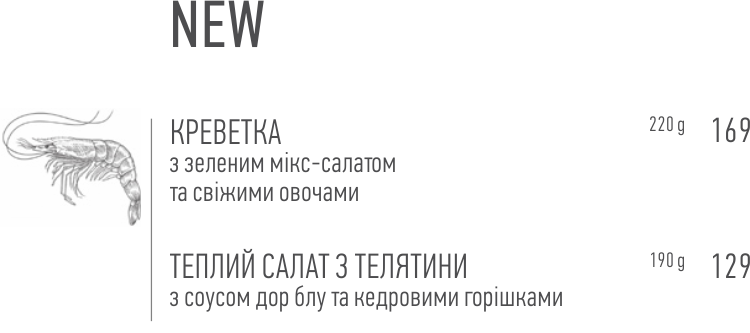 NEW
КРЕВЕТКА 220 g 169
з зеленим мікс-салатом
та свіжими овочами
ТЕПЛИЙ САЛАТ З ТЕЛЯТИНИ 190 g 129
з соусом дор блу та кедровими горішками